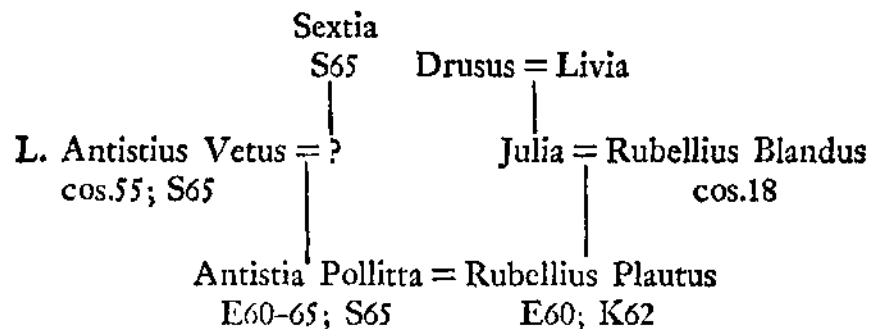 Sextia
S65 Drusus = Livia
L. Antistius Vetus = ? Julia = Rubellius Blandus
cos.55; S65 cos.18
Antistia Pollitta = Rubellius Plautus
E60-65; S65 E60; K62